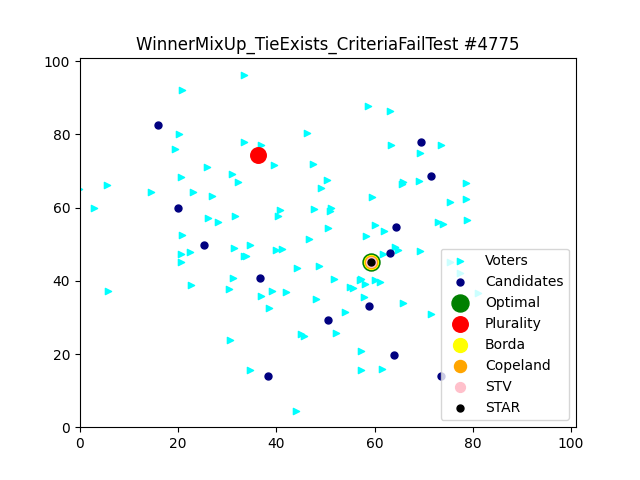 WinnerMixUp_TieExists_CriteriaFailTest #4775
100
80
60
40
20
0
0
20
40
60
80
100
Voters
Candidates
Optimal
Plurality
Borda
Copeland
STV
STAR